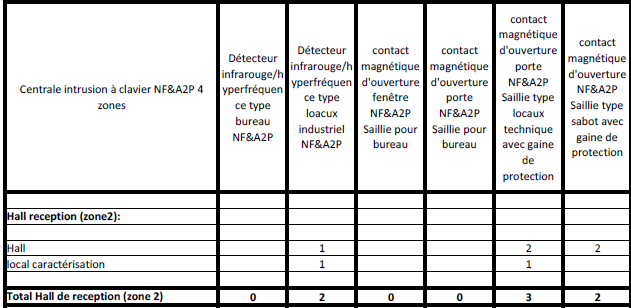 Centrale intrusion à clavier NF&A2P 4
zones
Détecteur
infrarouge/h
yperfréquen
ce type
bureau
NF&A2P
Détecteur
infrarouge/h
yperfréquen
ce type
loacux
industriel
NF&A2P
contact
magnétique
d'ouverture
fenêtre
NF&A2P
Saillie pour
bureau
contact
magnétique
d'ouverture
porte
NF&A2P
Saillie pour
bureau
contact
magnétique
d'ouverture
porte
NF&A2P
Saillie type
locaux
technique
avec gaine
de
protection
contact
magnétique
d'ouverture
NF&A2P
Saillie type
sabot avec
gaine de
protection
Hall reception (zone2):
Hall 1 2 2
local caractérisation 1 1
Total Hall de reception (zone 2) 0 2 0 0 3 2